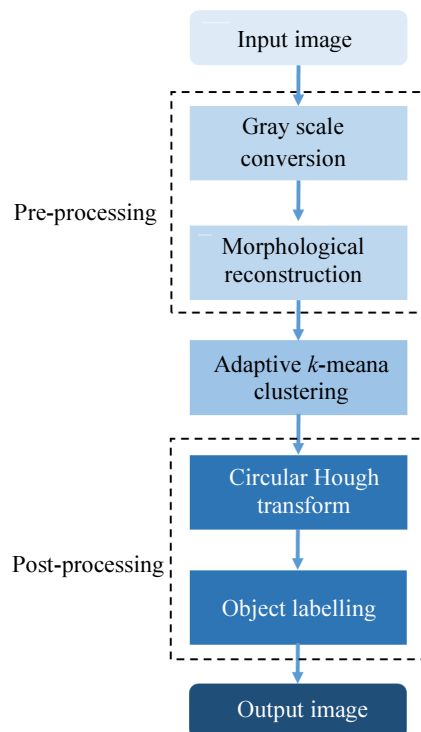 Input image
Gray scale
conversion
Pre-processing
Morphological
reconstruction
Adaptive k-meana
clustering
Circular Hough
transform
Post-processing
Object labelling
Output image